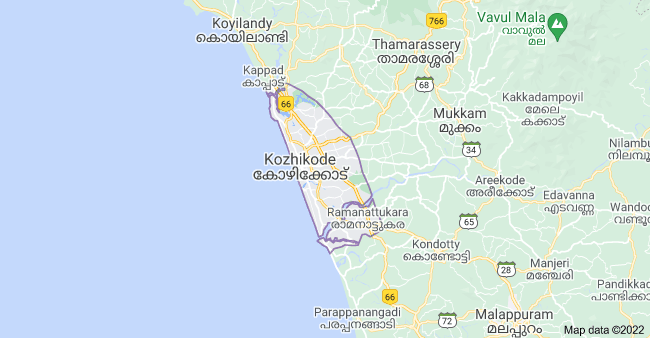 Koyilandy
കൊയിലാണ്ടി
766
Vavul Mala
വാവുൽ
മല
Thamarassery
താമരശ്ശേരി
Kappad
കാപ്പാട്
68
66
Kakkadampoyil
മേലെ
കക്കാട്
Mukkam
മുക്കം
34
Nilambu
നിലമ്പൂ
Kozhikode
കോഴിക്കോട്
Areekode
അരീക്കോട്
Edavanna
എടവണ്ണ
Wandoo
വണ്ടൂ
Ramanattukara
രാമനാട്ടുകര
65
Kondotty
കൊണ്ടോട്ടി
28
Manjeri
മഞ്ചേരി
Pandikkad
പാണ്ടിക്കാ
66
Parappanangadi
പരപ്പനങ്ങാടി
72
Malappuram
മലപ്പുറം
Map data ©2022